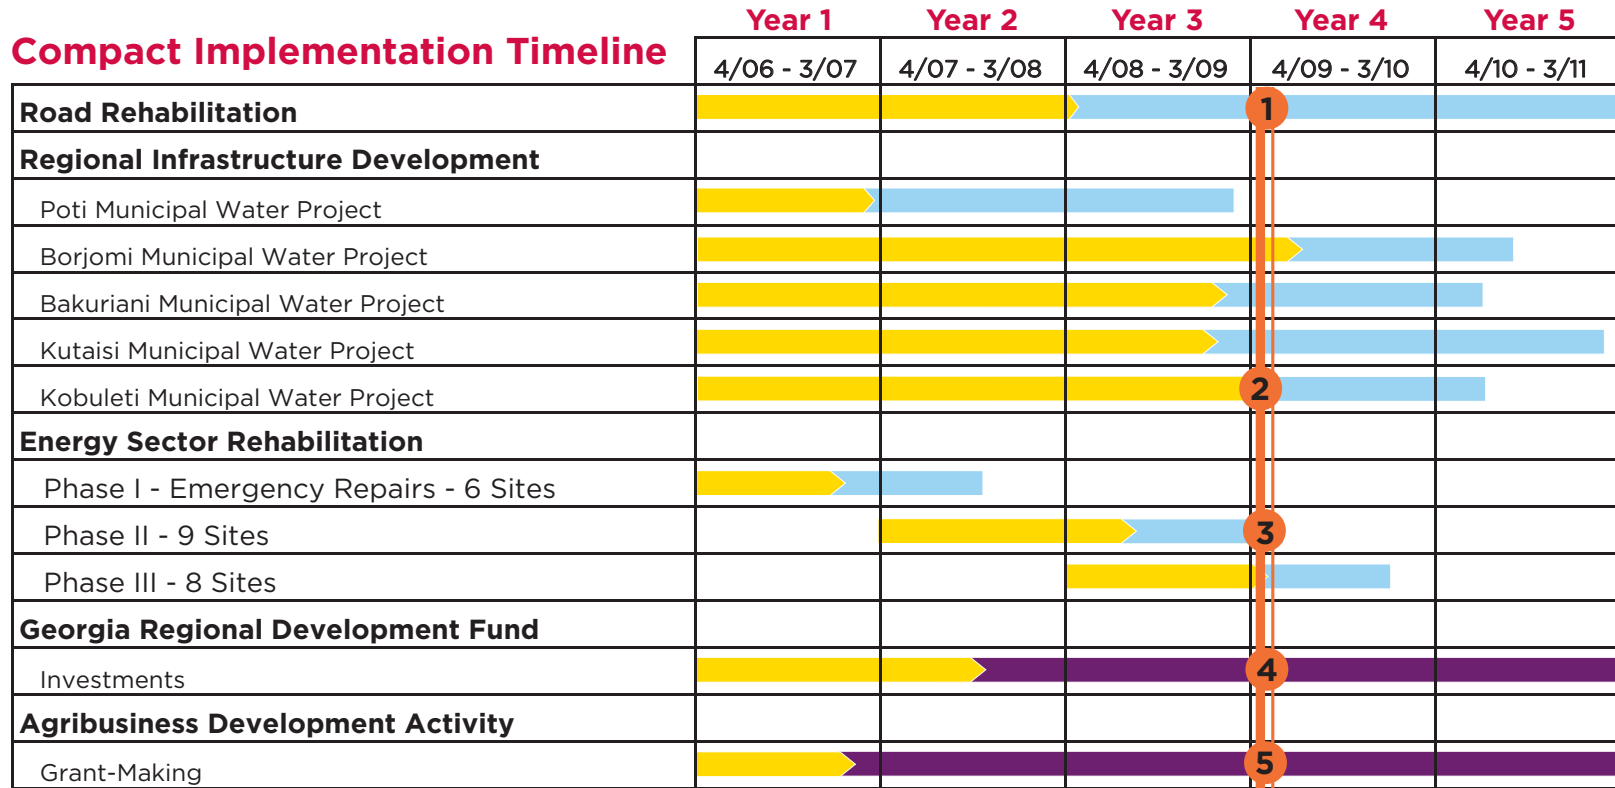 Year 1 Year 2 Year 3 Year 4 Year 5
Compact Implementation Timeline
4/06 - 3/07 4/07 - 3/08 4/08 - 3/09 4/09 - 3/10 4/10 - 3/11
Road Rehabilitation 1
Regional Infrastructure Development
Poti Municipal Water Project
Borjomi Municipal Water Project
Bakuriani Municipal Water Project
Kutaisi Municipal Water Project
Kobuleti Municipal Water Project 2
Energy Sector Rehabilitation
Phase I - Emergency Repairs - 6 Sites
Phase II - 9 Sites 3
Phase III - 8 Sites
Georgia Regional Development Fund
Investments 4
Agribusiness Development Activity
Grant-Making 5